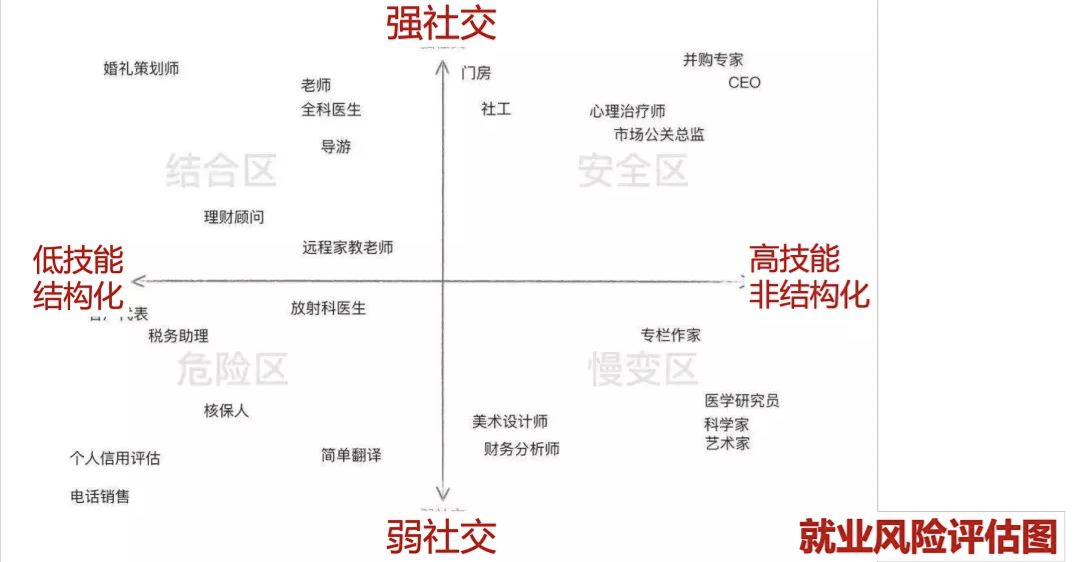 强社交
婚礼策划师
老师
全科医生
导游
门房
社工
并购专家
CEO
心理治疗师
市场公关总监
结合区
安全区
理财顾问
远程家教老师
低技能
结构化
高技能
非结构化
代表
税务助理
放射科医生
专栏作家
危险区
慢变区
核保人
个人信用评估
简单翻译
电话销售
美术设计师
财务分析师
医学研究员
科学家
艺术家
弱社交
就业风险评估图